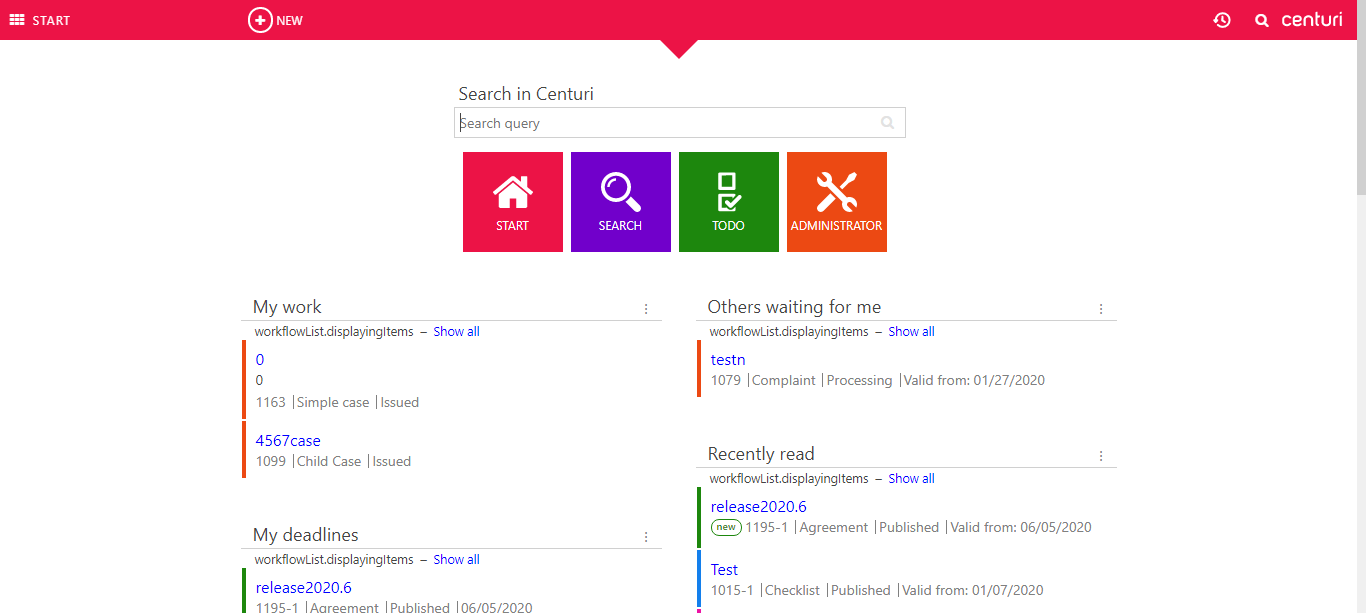 START
NEW
centuri
Search in Centuri
Search query
START
SEARCH
TODO
ADMINISTRATOR
My work
workflowList.displayingItems – Show all
0
0
1163 |Simple case |Issued
4567case
1099 |Child Case |Issued
My deadlines
workflowList.displayingItems – Show all
release2020.6
1195-1 |Agreement |Published |06/05/2020
Others waiting for me
workflowList.displayingItems – Show all
testn
1079 |Complaint |Processing |Valid from: 01/27/2020
Recently read
workflowList.displayingItems – Show all
release2020.6
new 1195-1 |Agreement |Published |Valid from: 06/05/2020
Test
1015-1 |Checklist |Published |Valid from: 01/07/2020